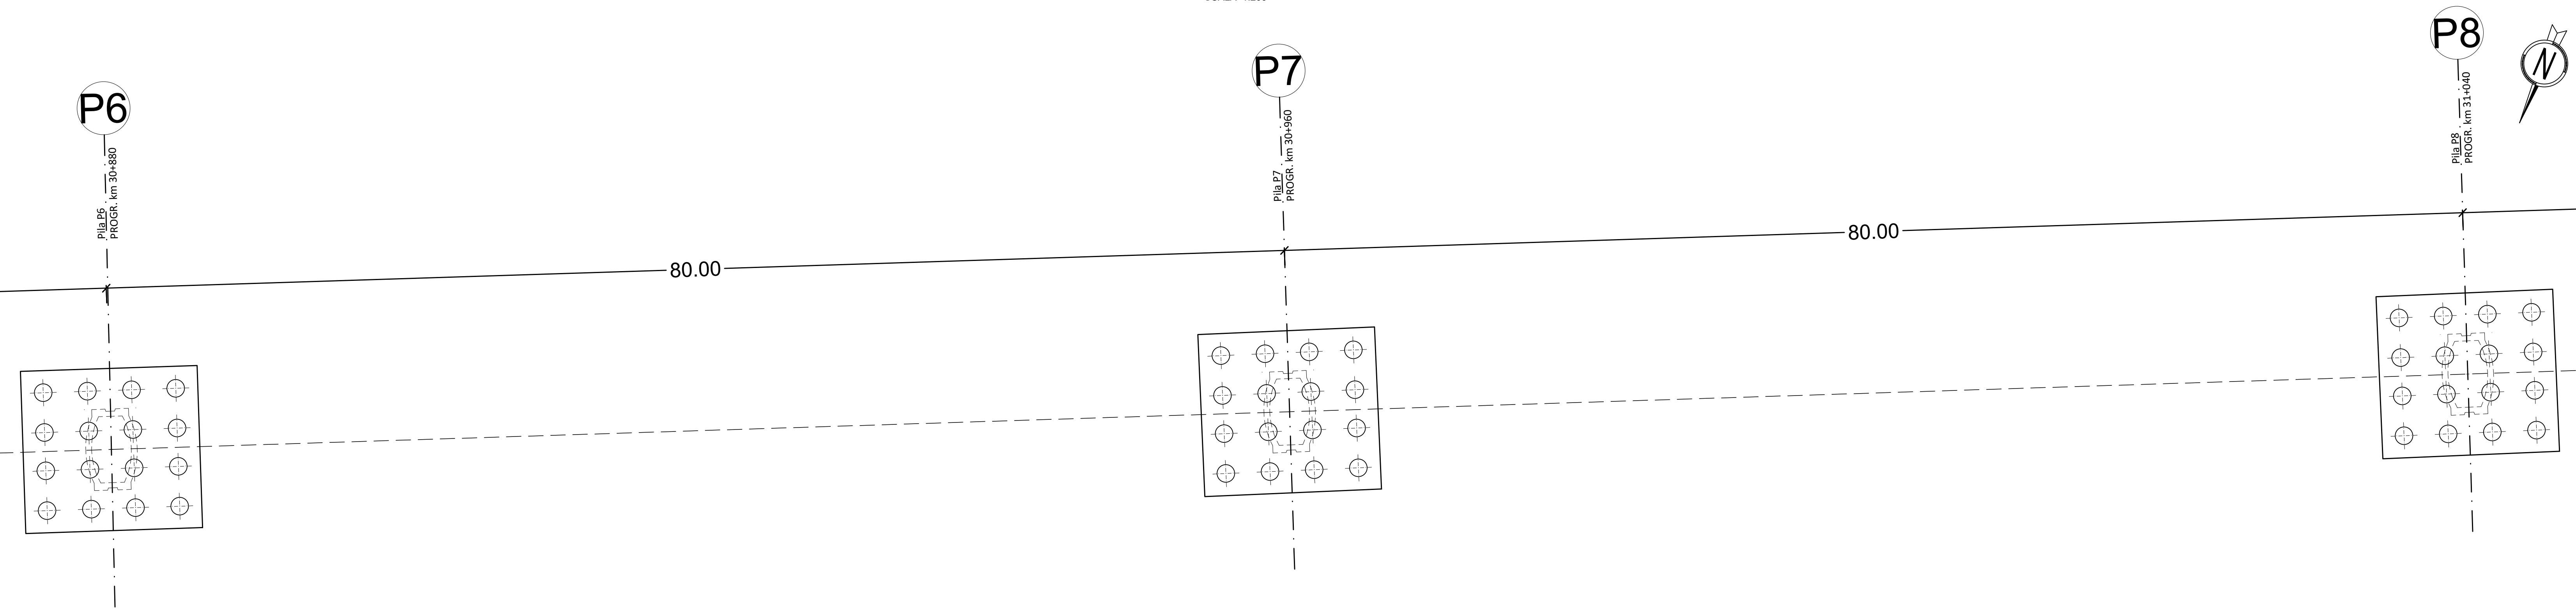 P6
Pila P6
PROGR. km 30+880
P7
Pila P7
PROGR. km 30+960
P8
Pila P8
PROGR. km 31+040
N
80.00
80.00